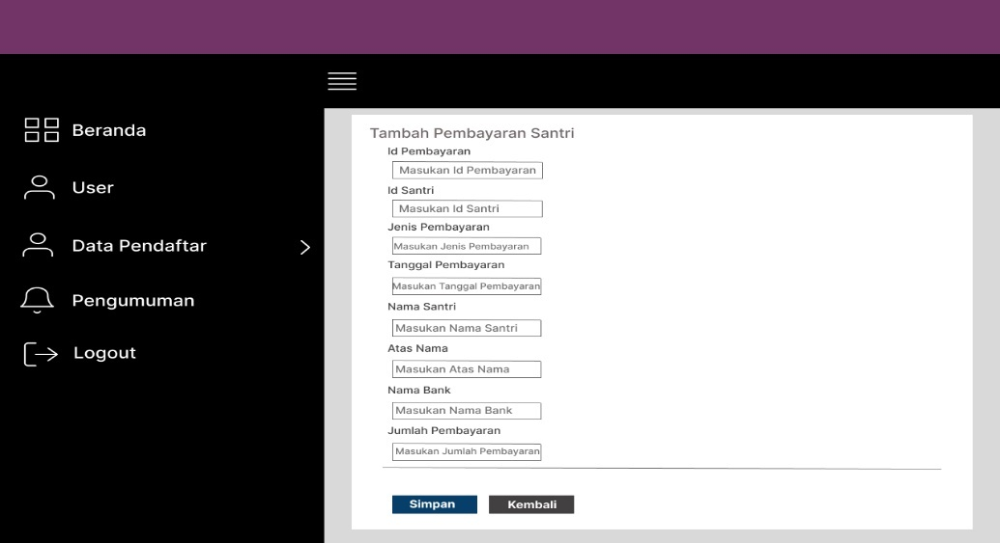 Beranda
User
Data Pendaftar
Pengumuman
Logout
Tambah Pembayaran Santri
Id Pembayaran
Masukan Id Pembayaran
Id Santri
Masukan Id Santri
Jenis Pembayaran
Masukan Jenis Pembayaran
Tanggal Pembayaran
Masukan Tanggal Pembayaran
Nama Santri
Masukan Nama Santri
Atas Nama
Masukan Atas Nama
Nama Bank
Masukan Nama Bank
Jumlah Pembayaran
Masukan Jumlah Pembayaran
Simpan
Kembali